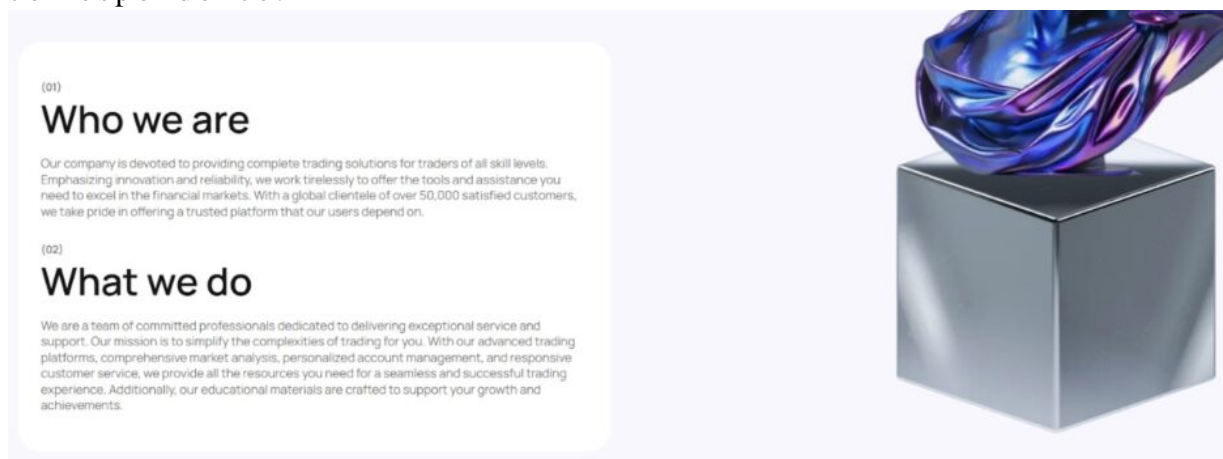 (01)
Who we are
Our company is devoted to providing complete trading solutions for traders of all skill levels.
Emphasizing innovation and reliability, we work tirelessly to offer the tools and assistance you
need to excel in the financial markets. With a global clientele of over 50,000 satisfied customers,
we take pride in offering a trusted platform that our users depend on.
(02)
What we do
We are a team of committed professionals dedicated to delivering exceptional service and
support. Our mission is to simplify the complexities of trading for you. With our advanced trading
platforms, comprehensive market analysis, personalized account management, and responsive
customer service, we provide all the resources you need for a seamless and successful trading
experience. Additionally, our educational materials are crafted to support your growth and
achievements.